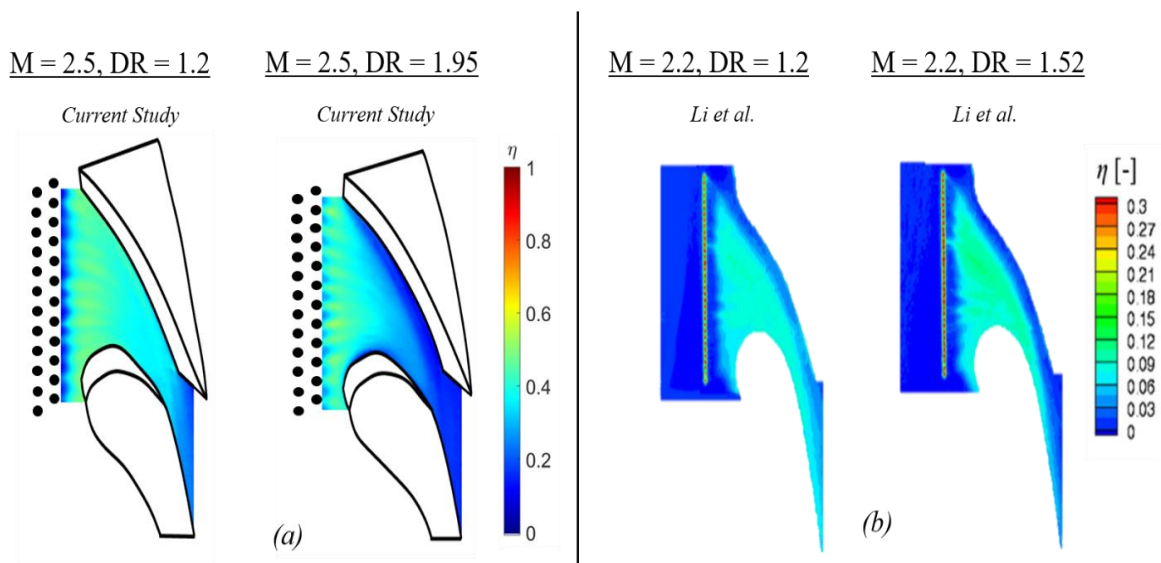 M = 2.5, DR = 1.2
M = 2.5, DR = 1.95
M = 2.2, DR = 1.2
M = 2.2, DR = 1.52
Current Study
Current Study
Li et al.
Li et al.
η
1
0.8
0.6
0.4
0.2
0
η [-]
0.3
0.27
0.24
0.21
0.18
0.15
0.12
0.09
0.06
0.03
0
(a)
(b)